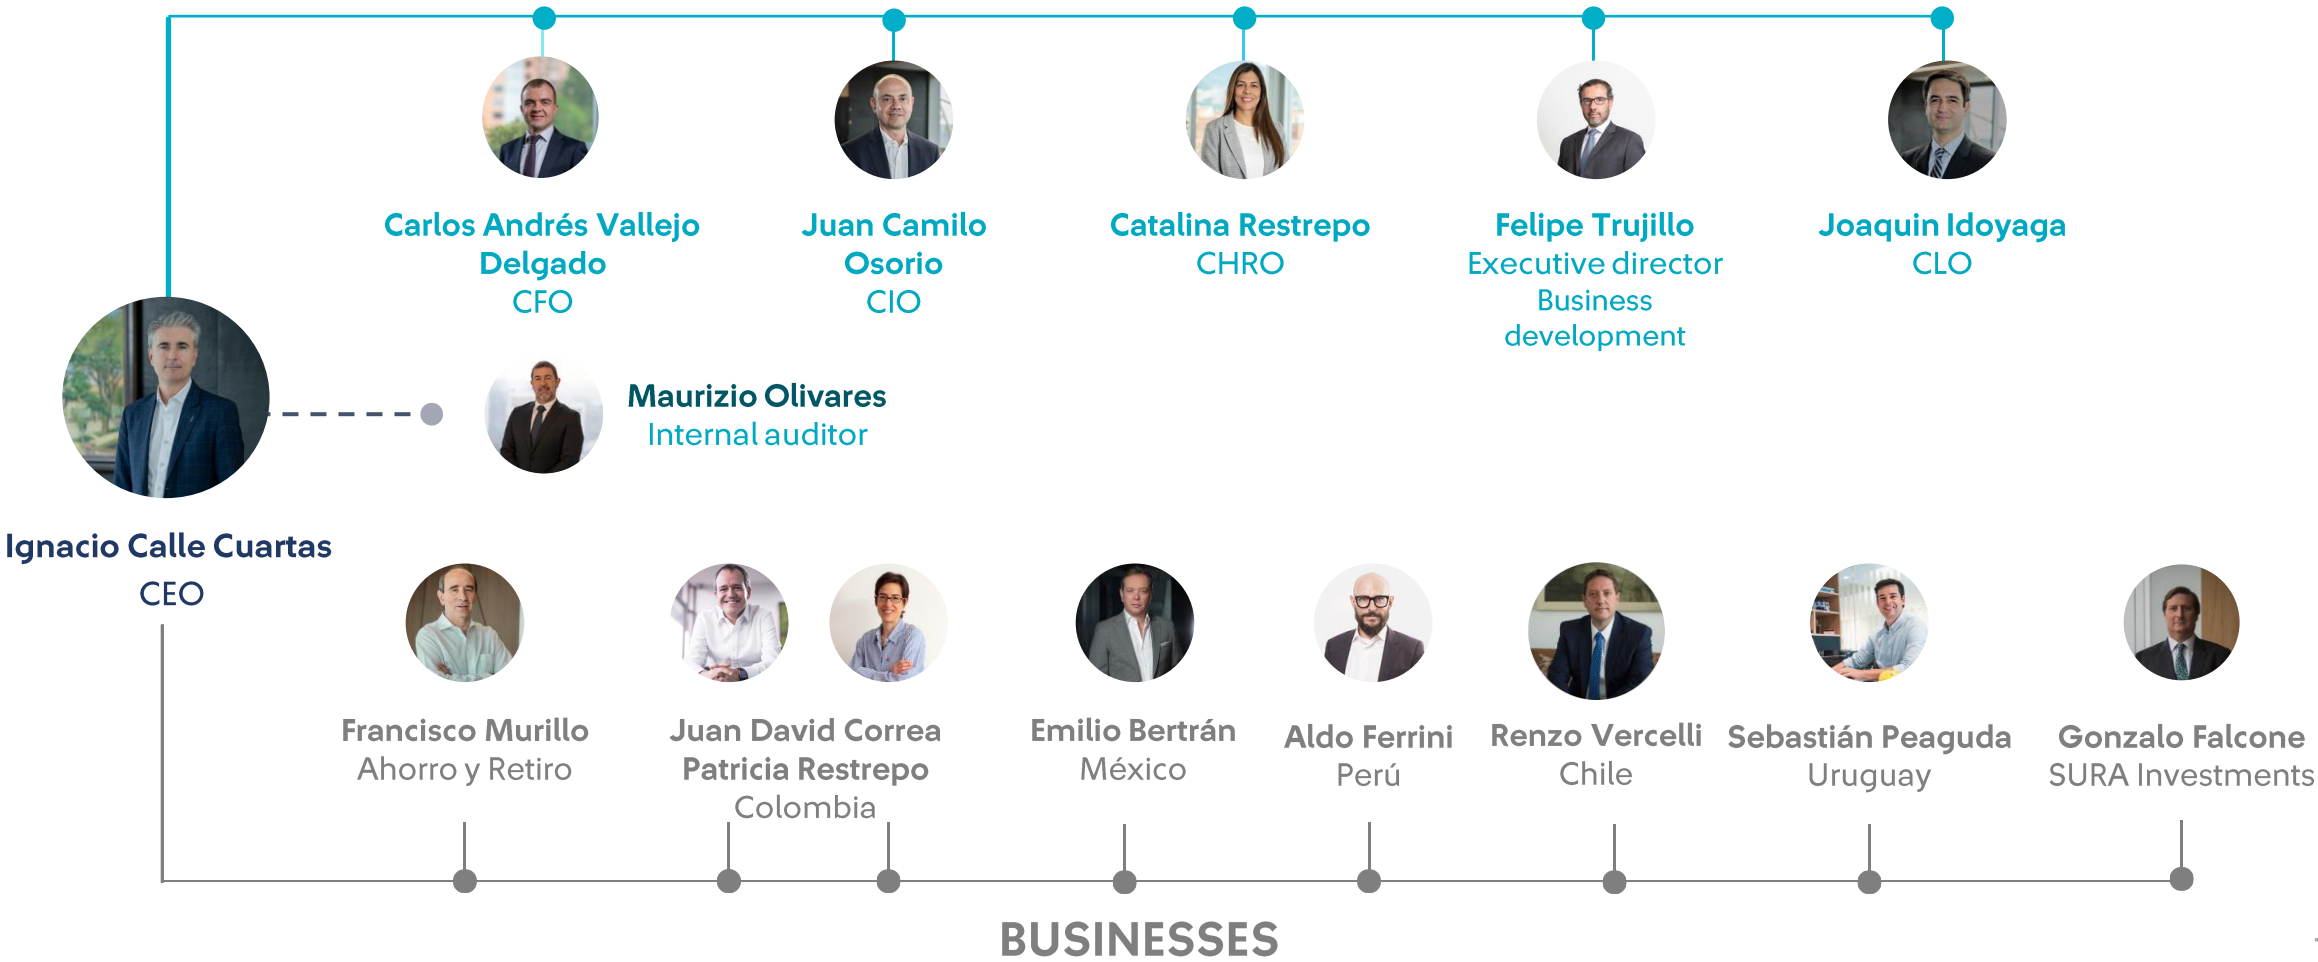 Carlos Andrés Vallejo
Delgado
CFO
Juan Camilo
Osorio
CIO
Catalina Restrepo
CHRO
Felipe Trujillo
Executive director
Business
development
Joaquin Idoyaga
CLO
Maurizio Olivares
Internal auditor
Ignacio Calle Cuartas
CEO
Francisco Murillo
Ahorro y Retiro
Juan David Correa
Patricia Restrepo
Colombia
Emilio Bertrán
México
Aldo Ferrini
Perú
Renzo Vercelli
Chile
Sebastián Peaguda
Uruguay
Gonzalo Falcone
SURA Investments
BUSINESSES